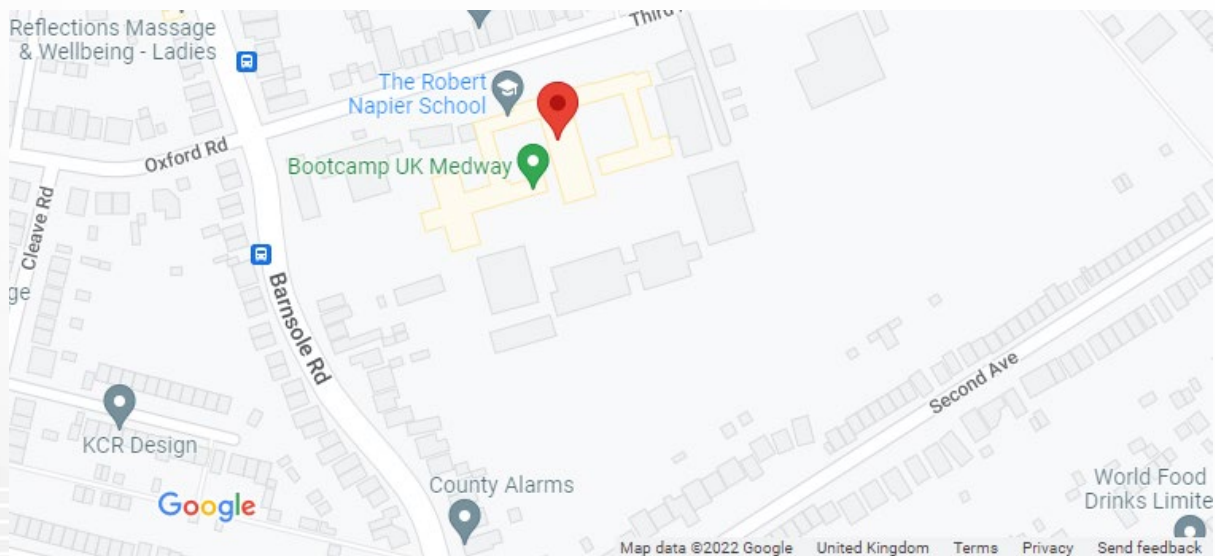 Reflections Massage
& Wellbeing - Ladies
Third
The Robert
Napier School
Bootcamp UK Medway
Oxford Rd
Cleave Rd
ge
Barnsole Rd
Second Ave
KCR Design
County Alarms
World Food
Drinks Limite
Google
Map data ©2022 Google United Kingdom Terms Privacy Send feedback